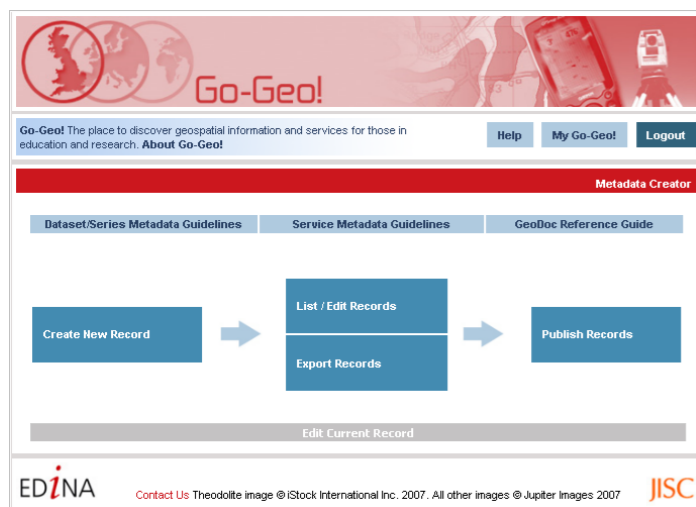 Go-Geo!
Go-Geo! The place to discover geospatial information and services for those in
education and research. About Go-Geo!
Help
My Go-Geo!
Logout
Metadata Creator
Dataset/Series Metadata Guidelines
Service Metadata Guidelines
GeoDoc Reference Guide
Create New Record
List / Edit Records
Export Records
Publish Records
Edit Current Record
EDINA
Contact Us Theodolite image © iStock International Inc. 2007. All other images © Jupiter Images 2007
JISC